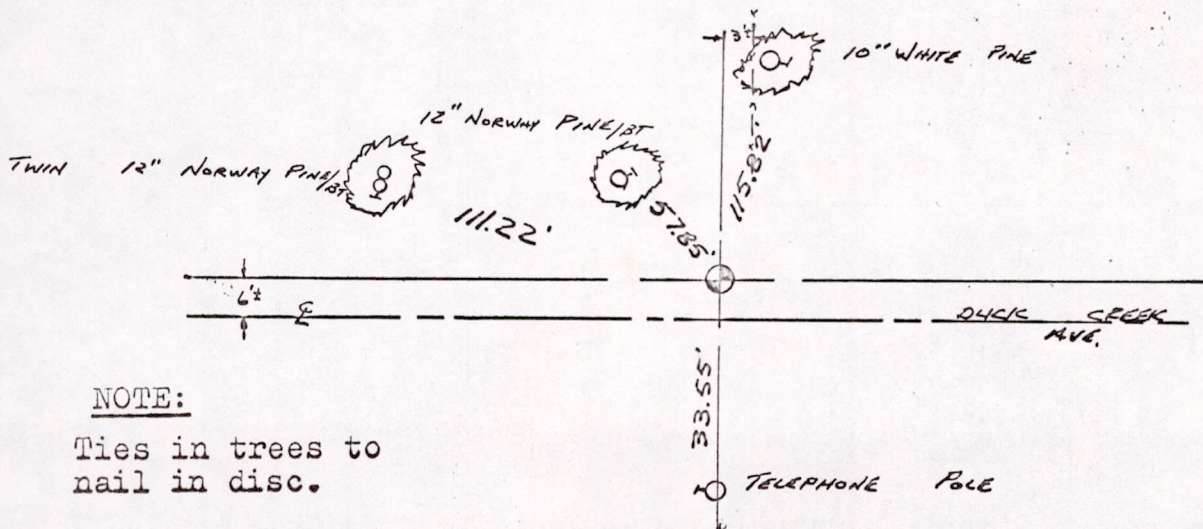 3'±
10" WHITE PINE
12" NORWAY PINE/BT
TWIN 12" NORWAY PINE/BT
115.82'
111.22'
57.85'
6'±
℄
DUCK CREEK
AVE.
33.55'
NOTE:
Ties in trees to
nail in disc.
TELEPHONE POLE